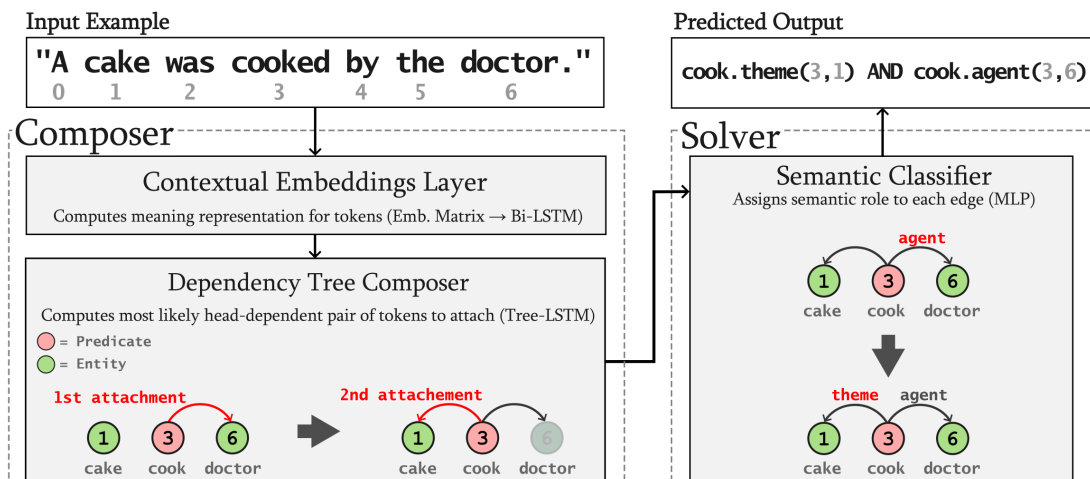 Input Example
"A cake was cooked by the doctor."
0 1 2 3 4 5 6
Composer
Contextual Embeddings Layer
Computes meaning representation for tokens (Emb. Matrix → Bi-LSTM)
Dependency Tree Composer
Computes most likely head-dependent pair of tokens to attach (Tree-LSTM)
= Predicate
= Entity
1st attachment
1 3 6
cake cook doctor
2nd attachement
1 3 6
cake cook doctor
Predicted Output
cook.theme(3,1) AND cook.agent(3,6)
Solver
Semantic Classifier
Assigns semantic role to each edge (MLP)
agent
1 3 6
cake cook doctor
theme agent
1 3 6
cake cook doctor